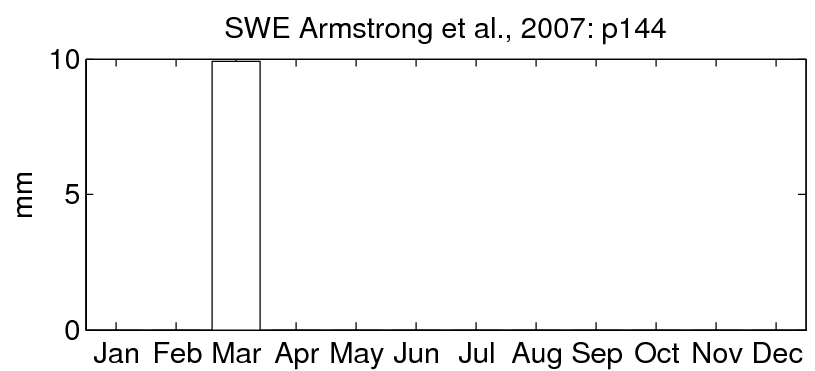 SWE Armstrong et al., 2007: p144
10
5
0
mm
Jan Feb Mar Apr May Jun Jul Aug Sep Oct Nov Dec